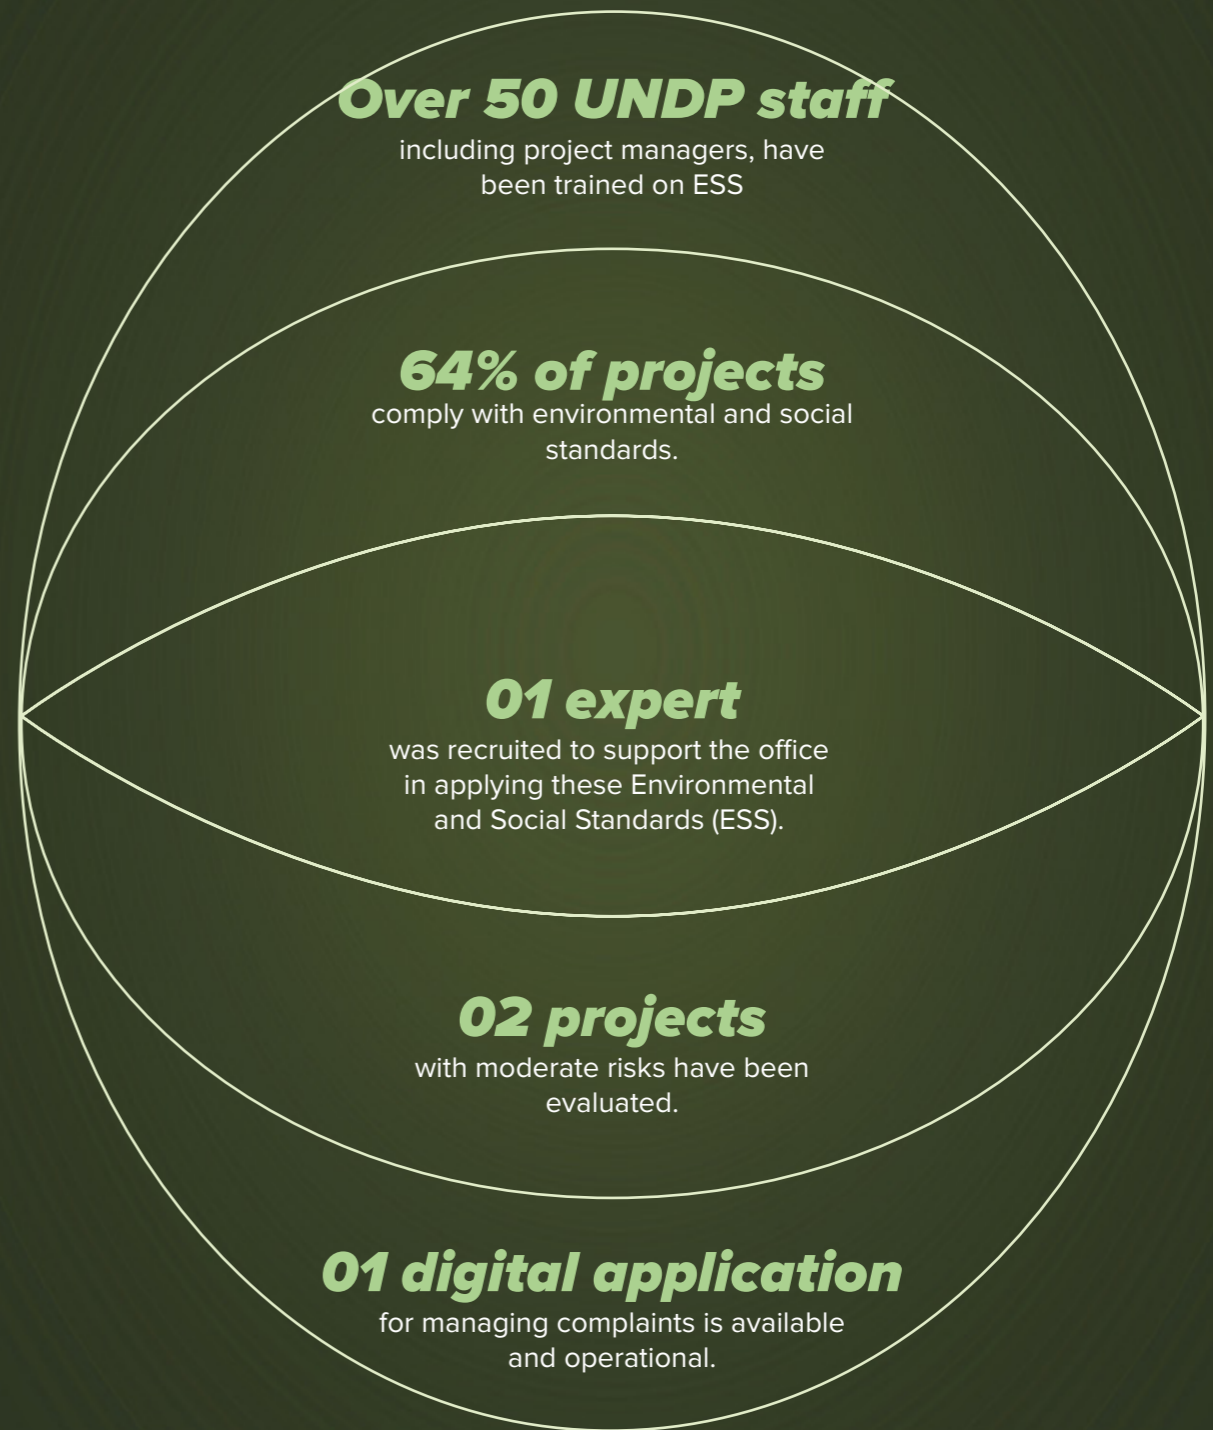 Over 50 UNDP staff
including project managers, have
been trained on ESS
64% of projects
comply with environmental and social
standards.
01 expert
was recruited to support the office
in applying these Environmental
and Social Standards (ESS).
02 projects
with moderate risks have been
evaluated.
01 digital application
for managing complaints is available
and operational.